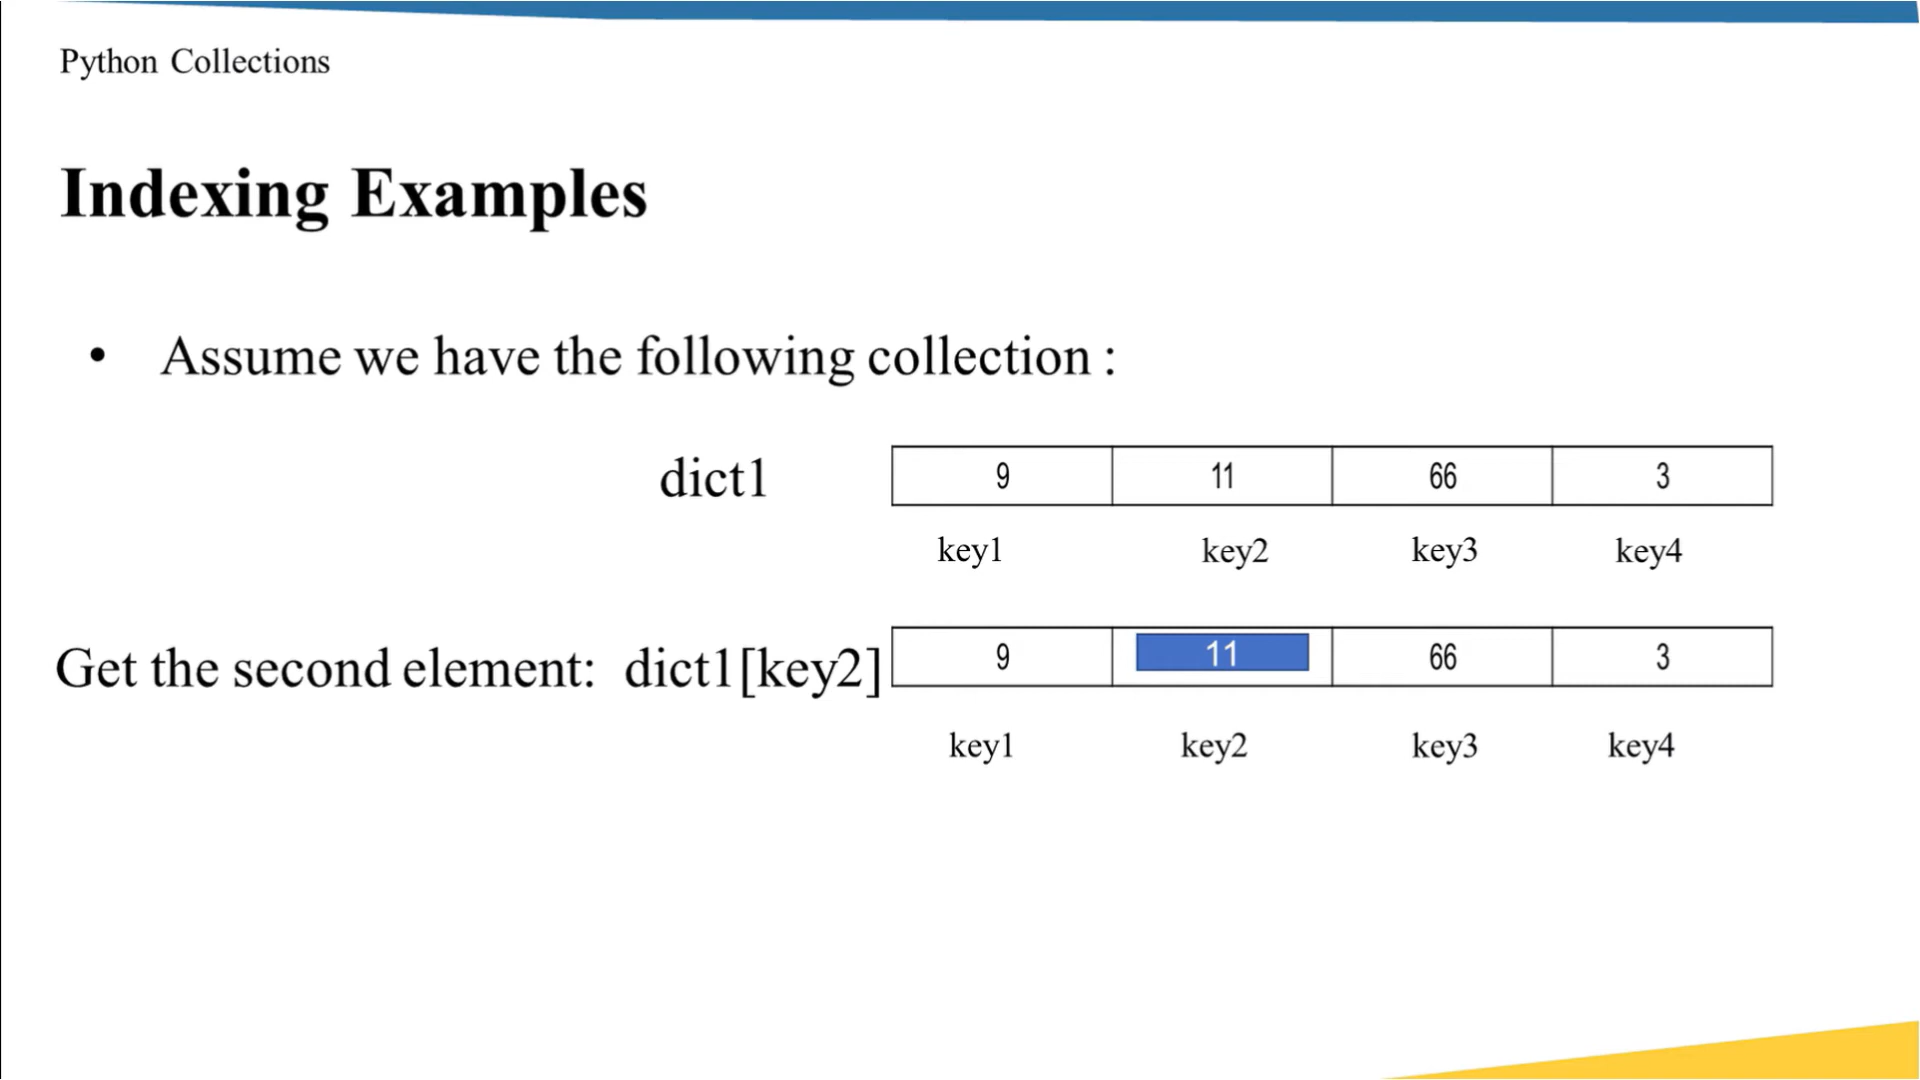 Python Collections
Indexing Examples
• Assume we have the following collection :
dict1 9 11 66 3
key1 key2 key3 key4
Get the second element: dict1[key2] 9 11 66 3
key1 key2 key3 key4